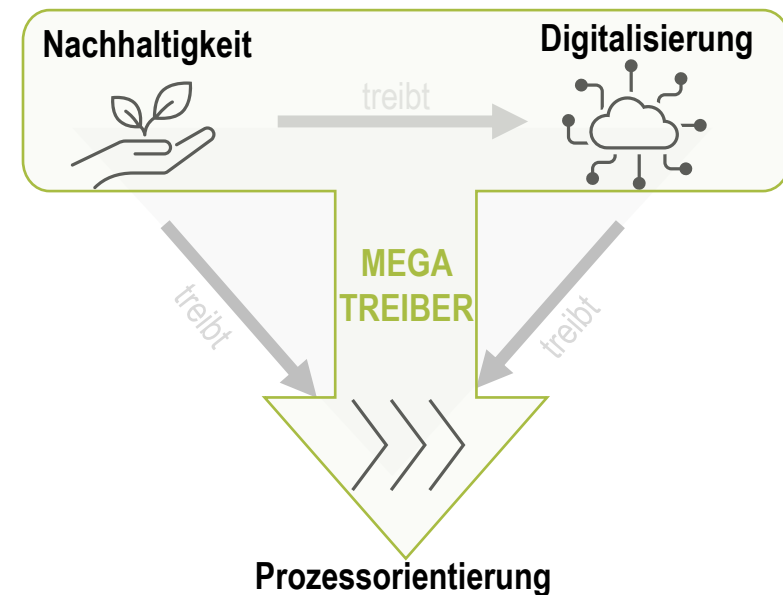 Nachhaltigkeit
Digitalisierung
treibt
MEGA
TREIBER
treibt
treibt
Prozessorientierung